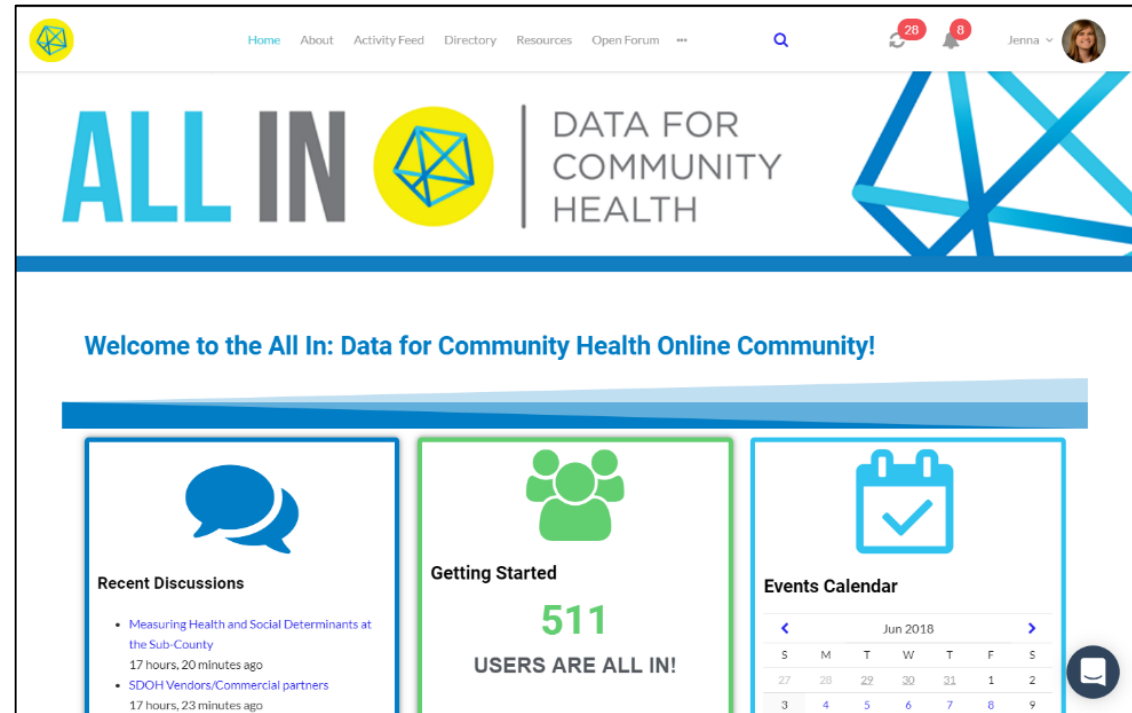 Home About Activity Feed Directory Resources Open Forum ··· 28 8 Jenna
ALL IN
DATA FOR
COMMUNITY
HEALTH
Welcome to the All In: Data for Community Health Online Community!
Recent Discussions
• Measuring Health and Social Determinants at
the Sub-County
17 hours, 20 minutes ago
• SDOH Vendors/Commercial partners
17 hours, 23 minutes ago
Getting Started
511
USERS ARE ALL IN!
Events Calendar
Jun 2018
S M T W T F S
27 28 29 30 31 1 2
3 4 5 6 7 8 9